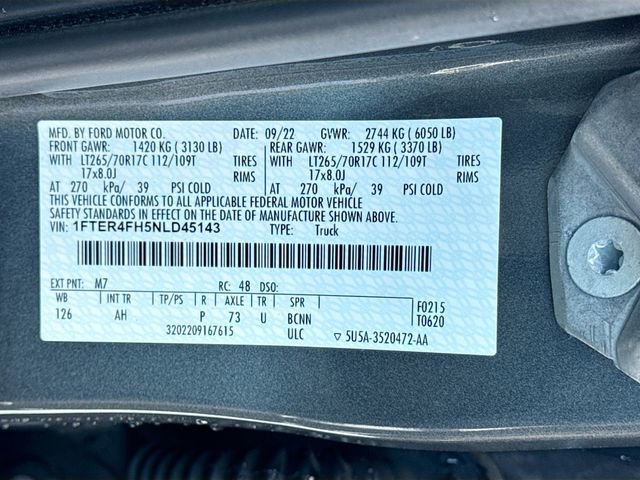 MFD. BY FORD MOTOR CO. DATE: 09/22 GVWR: 2744 KG ( 6050 LB)
FRONT GAWR: 1420 KG ( 3130 LB) REAR GAWR: 1529 KG ( 3370 LB)
WITH LT265/70R17C 112/109T TIRES WITH LT265/70R17C 112/109T TIRES
17x8.0J RIMS 17x8.0J RIMS
AT 270 kPa/ 39 PSI COLD AT 270 kPa/ 39 PSI COLD
THIS VEHICLE CONFORMS TO ALL APPLICABLE FEDERAL MOTOR VEHICLE
SAFETY STANDARDS IN EFFECT ON THE DATE OF MANUFACTURE SHOWN ABOVE.
VIN: 1FTER4FH5NLD45143 TYPE: Truck
EXT PNT: M7 RC: 48 DSO:
WB INT TR TP/PS R AXLE TR SPR F0215
126 AH P 73 U BCNN T0620
3202209167615 ULC ▽ 5U5A-3520472-AA